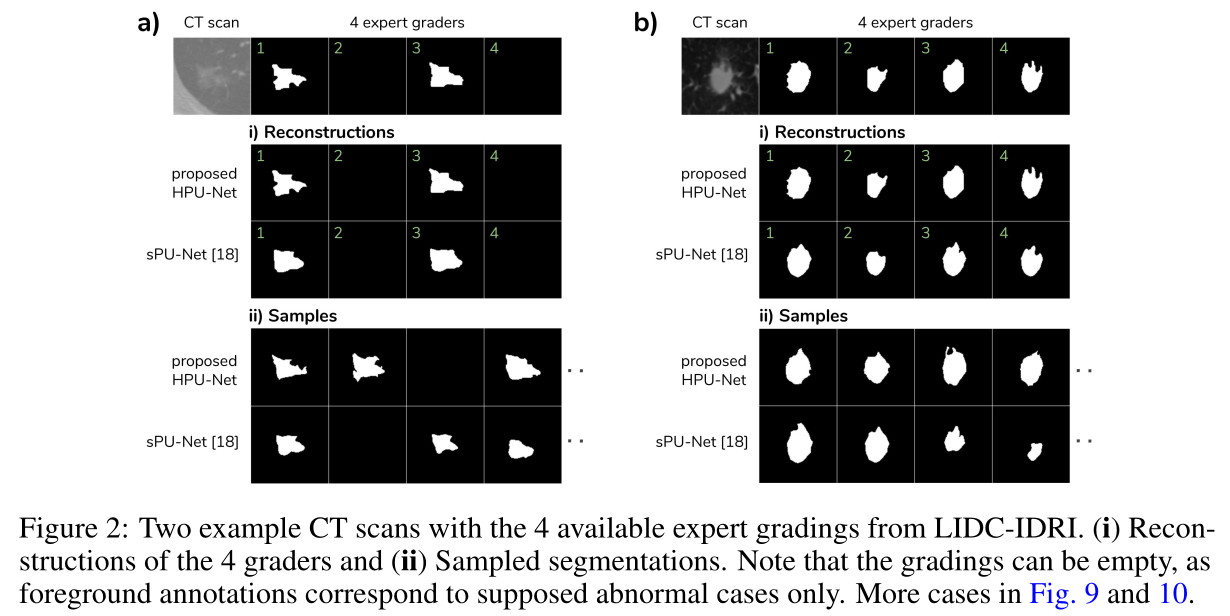 a) CT scan 4 expert graders
1 2 3 4
i) Reconstructions
proposed
HPU-Net
1 2 3 4
sPU-Net [18]
1 2 3 4
ii) Samples
proposed
HPU-Net
. .
sPU-Net [18]
. .
b) CT scan 4 expert graders
1 2 3 4
i) Reconstructions
proposed
HPU-Net
1 2 3 4
sPU-Net [18]
1 2 3 4
ii) Samples
proposed
HPU-Net
. .
sPU-Net [18]
. .
Figure 2: Two example CT scans with the 4 available expert gradings from LIDC-IDRI. (i) Recon-
structions of the 4 graders and (ii) Sampled segmentations. Note that the gradings can be empty, as
foreground annotations correspond to supposed abnormal cases only. More cases in Fig. 9 and 10.